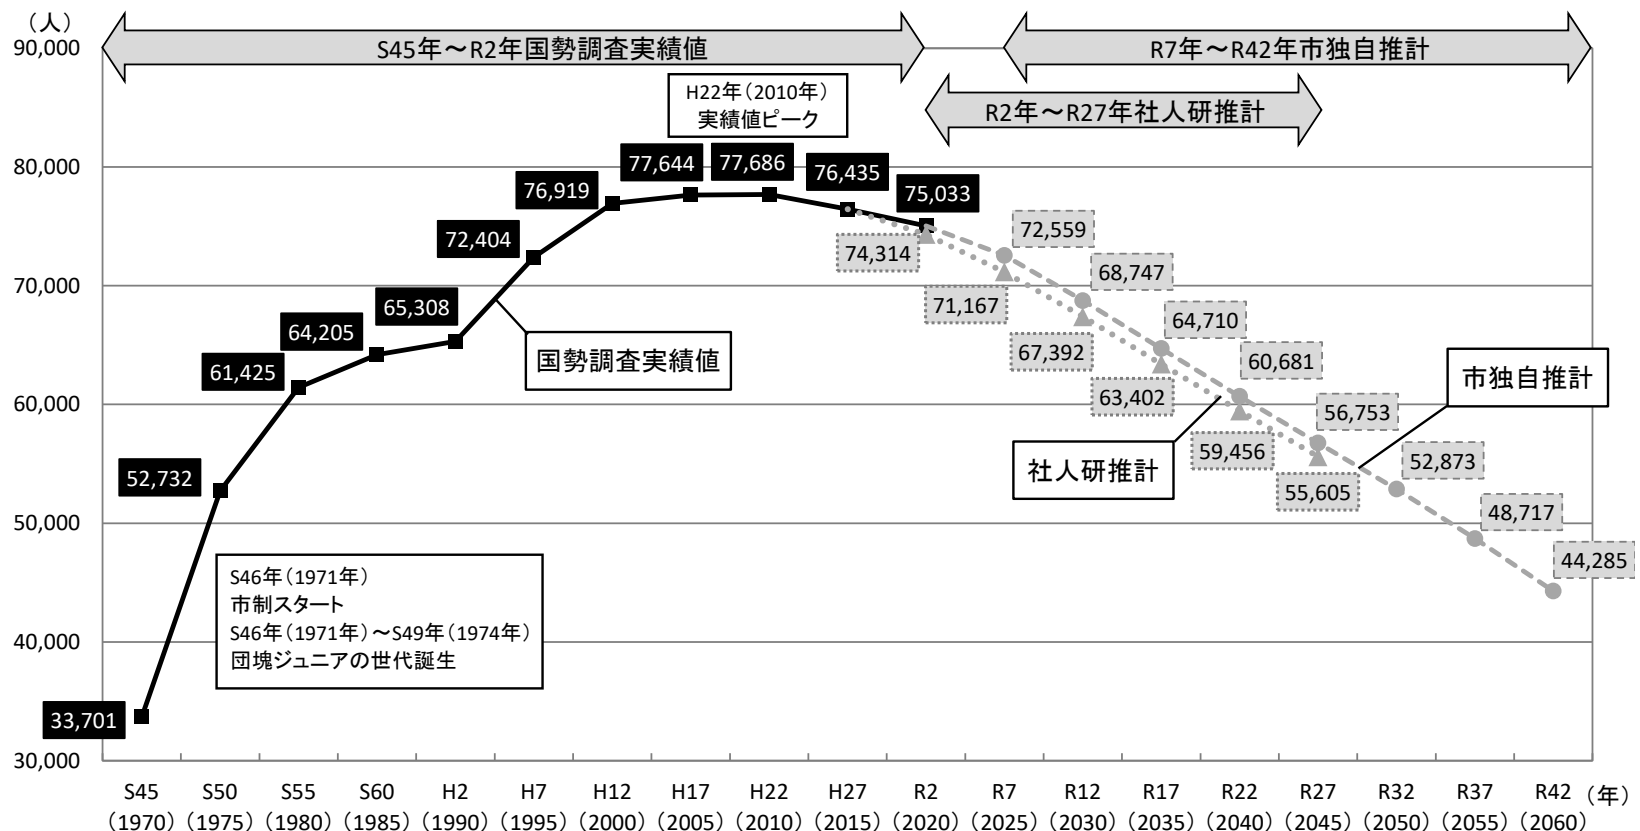 (人)
90,000
80,000
70,000
60,000
50,000
40,000
30,000
S45年～R2年国勢調査実績値
R7年～R42年市独自推計
R2年～R27年社人研推計
H22年(2010年)
実績値ピーク
33,701
52,732
61,425
64,205
65,308
72,404
76,919
77,644
77,686
76,435
75,033
74,314
71,167
67,392
63,402
59,456
55,605
72,559
68,747
64,710
60,681
56,753
52,873
48,717
44,285
国勢調査実績値
社人研推計
市独自推計
S46年(1971年)
市制スタート
S46年(1971年)～S49年(1974年)
団塊ジュニアの世代誕生
S45 S50 S55 S60 H2 H7 H12 H17 H22 H27 R2 R7 R12 R17 R22 R27 R32 R37 R42 (年)
(1970) (1975) (1980) (1985) (1990) (1995) (2000) (2005) (2010) (2015) (2020) (2025) (2030) (2035) (2040) (2045) (2050) (2055) (2060)